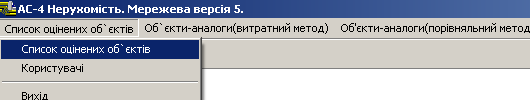 АС-4 Нерухомість. Мережева версія 5.
Список оцінених об`єктів Об`єкти-аналоги(витратний метод) Об'єкти-аналоги(порівняльний метод)
Список оцінених об`єктів
Користувачі
Вихід